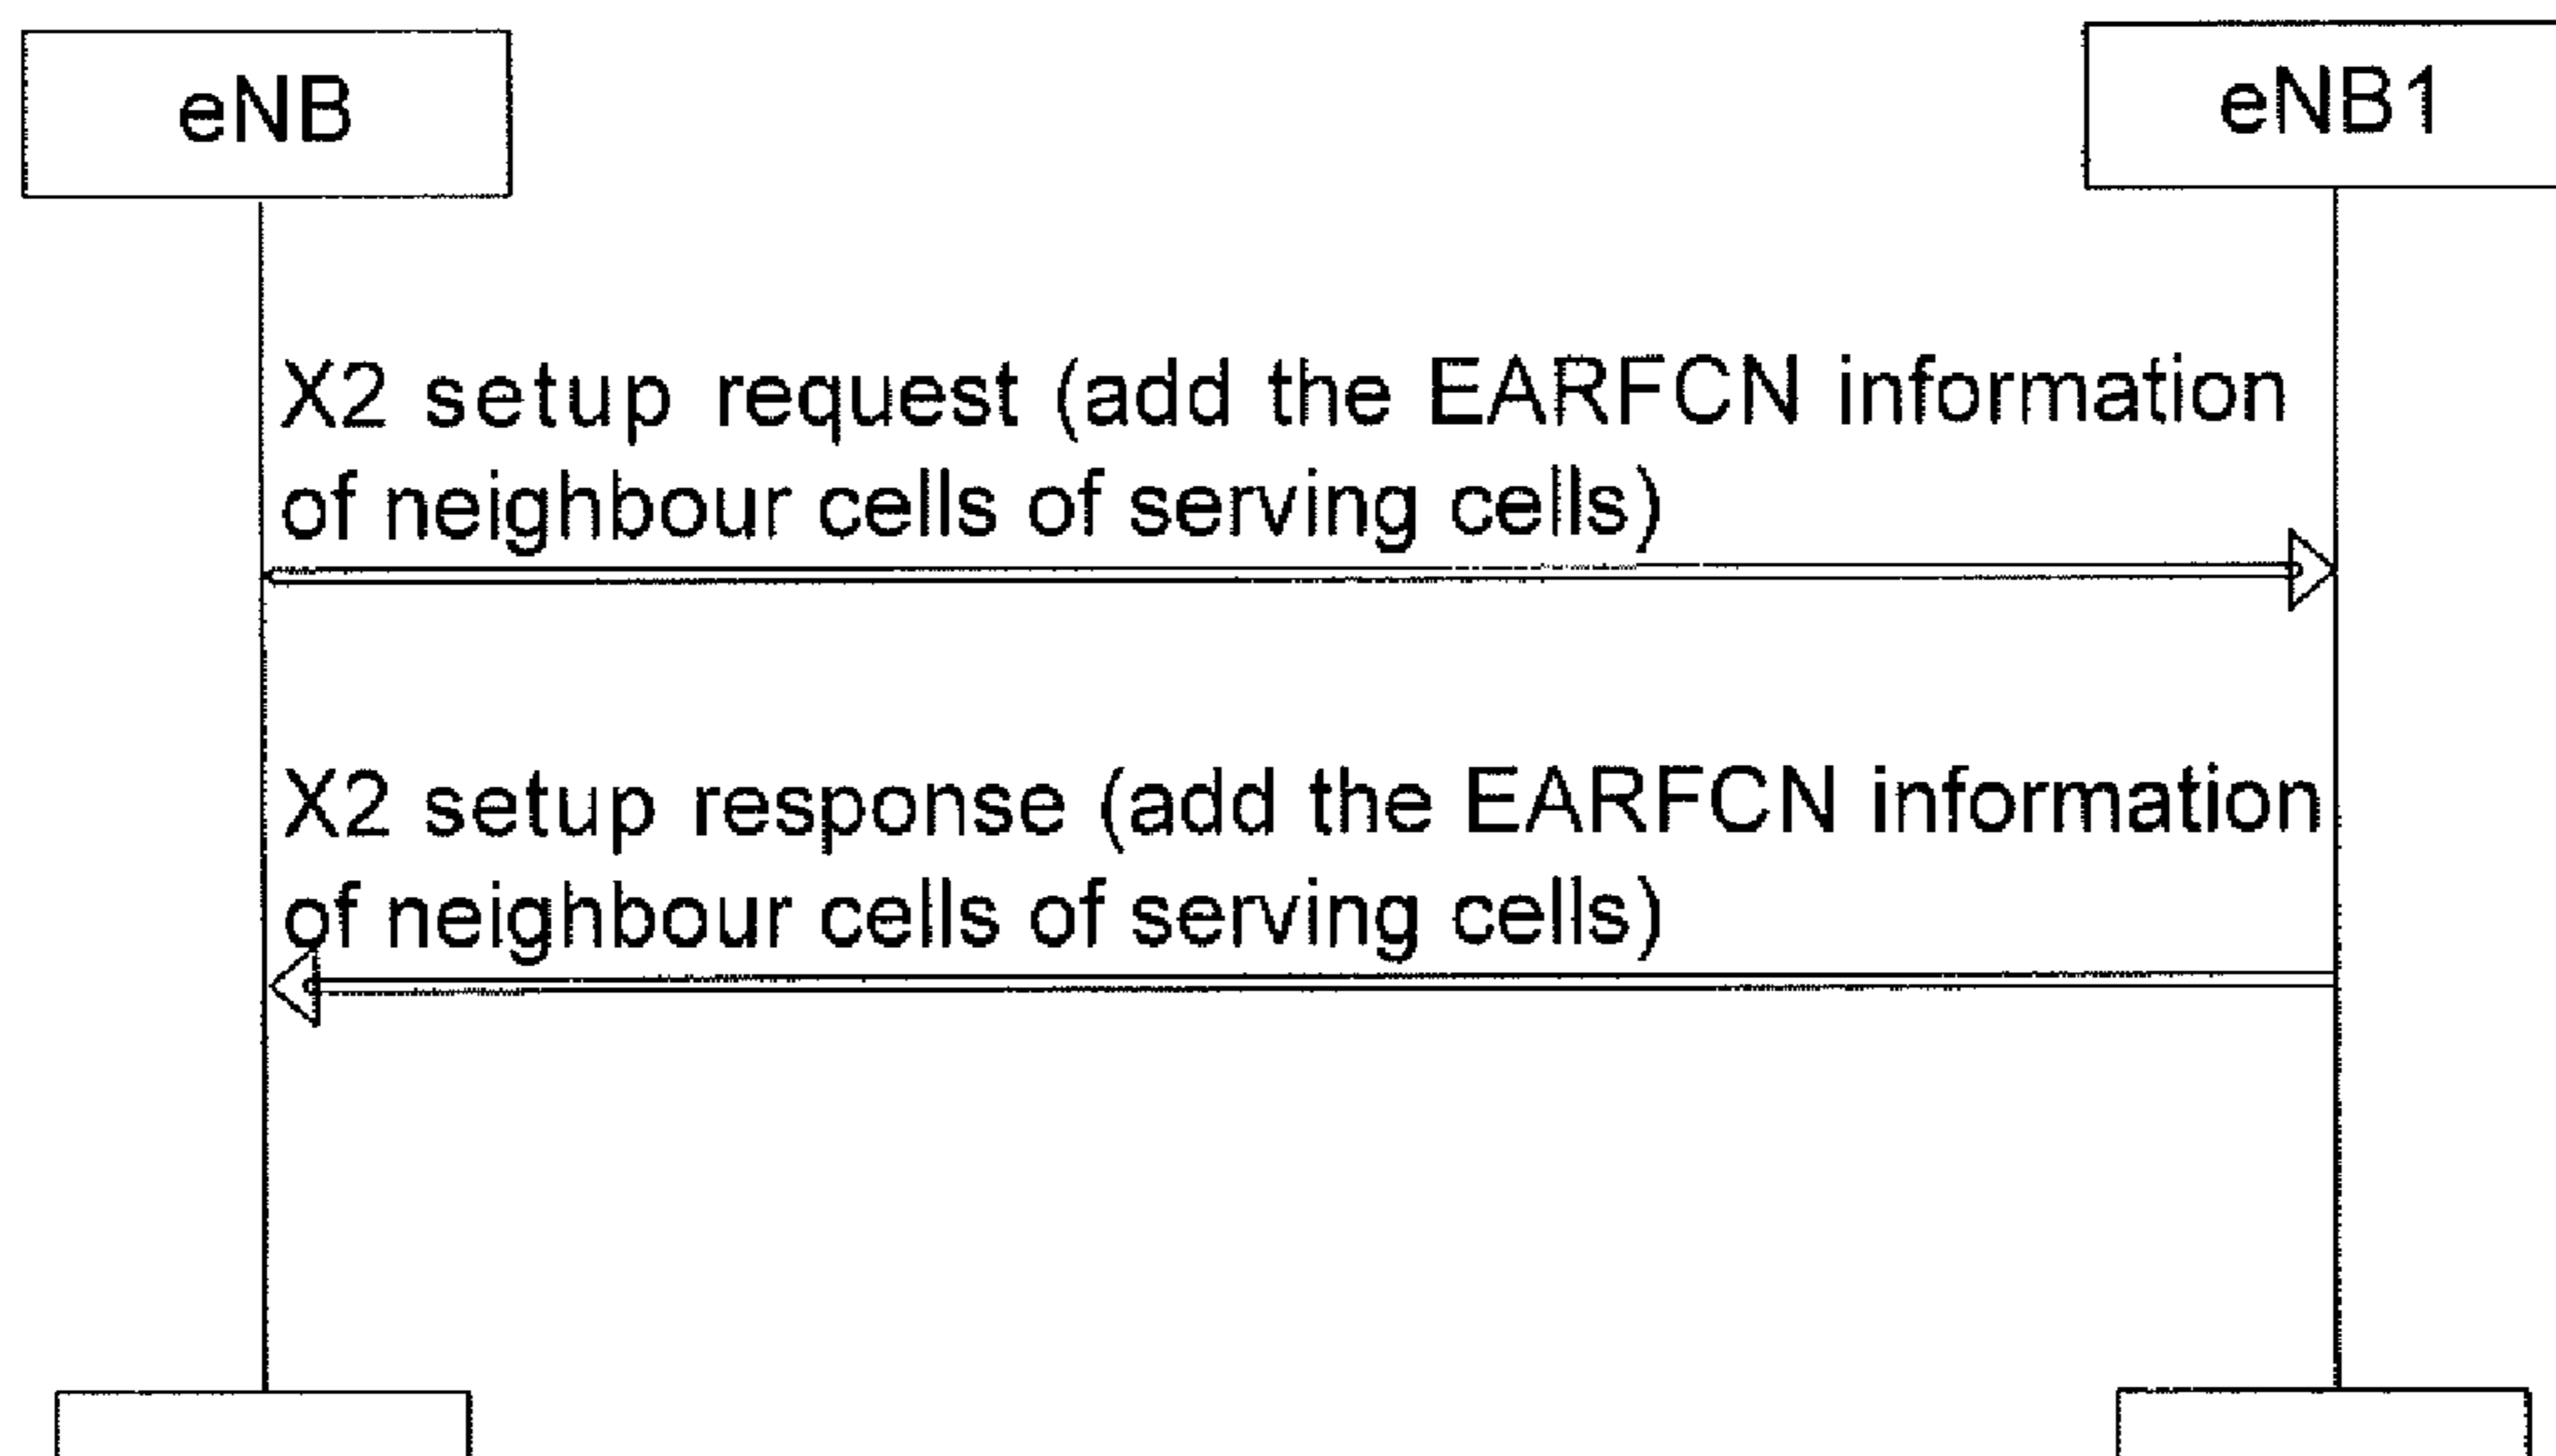 eNB
eNB1
X2 setup request (add the EARFCN information
of neighbour cells of serving cells)
X2 setup response (add the EARFCN information
of neighbour cells of serving cells)